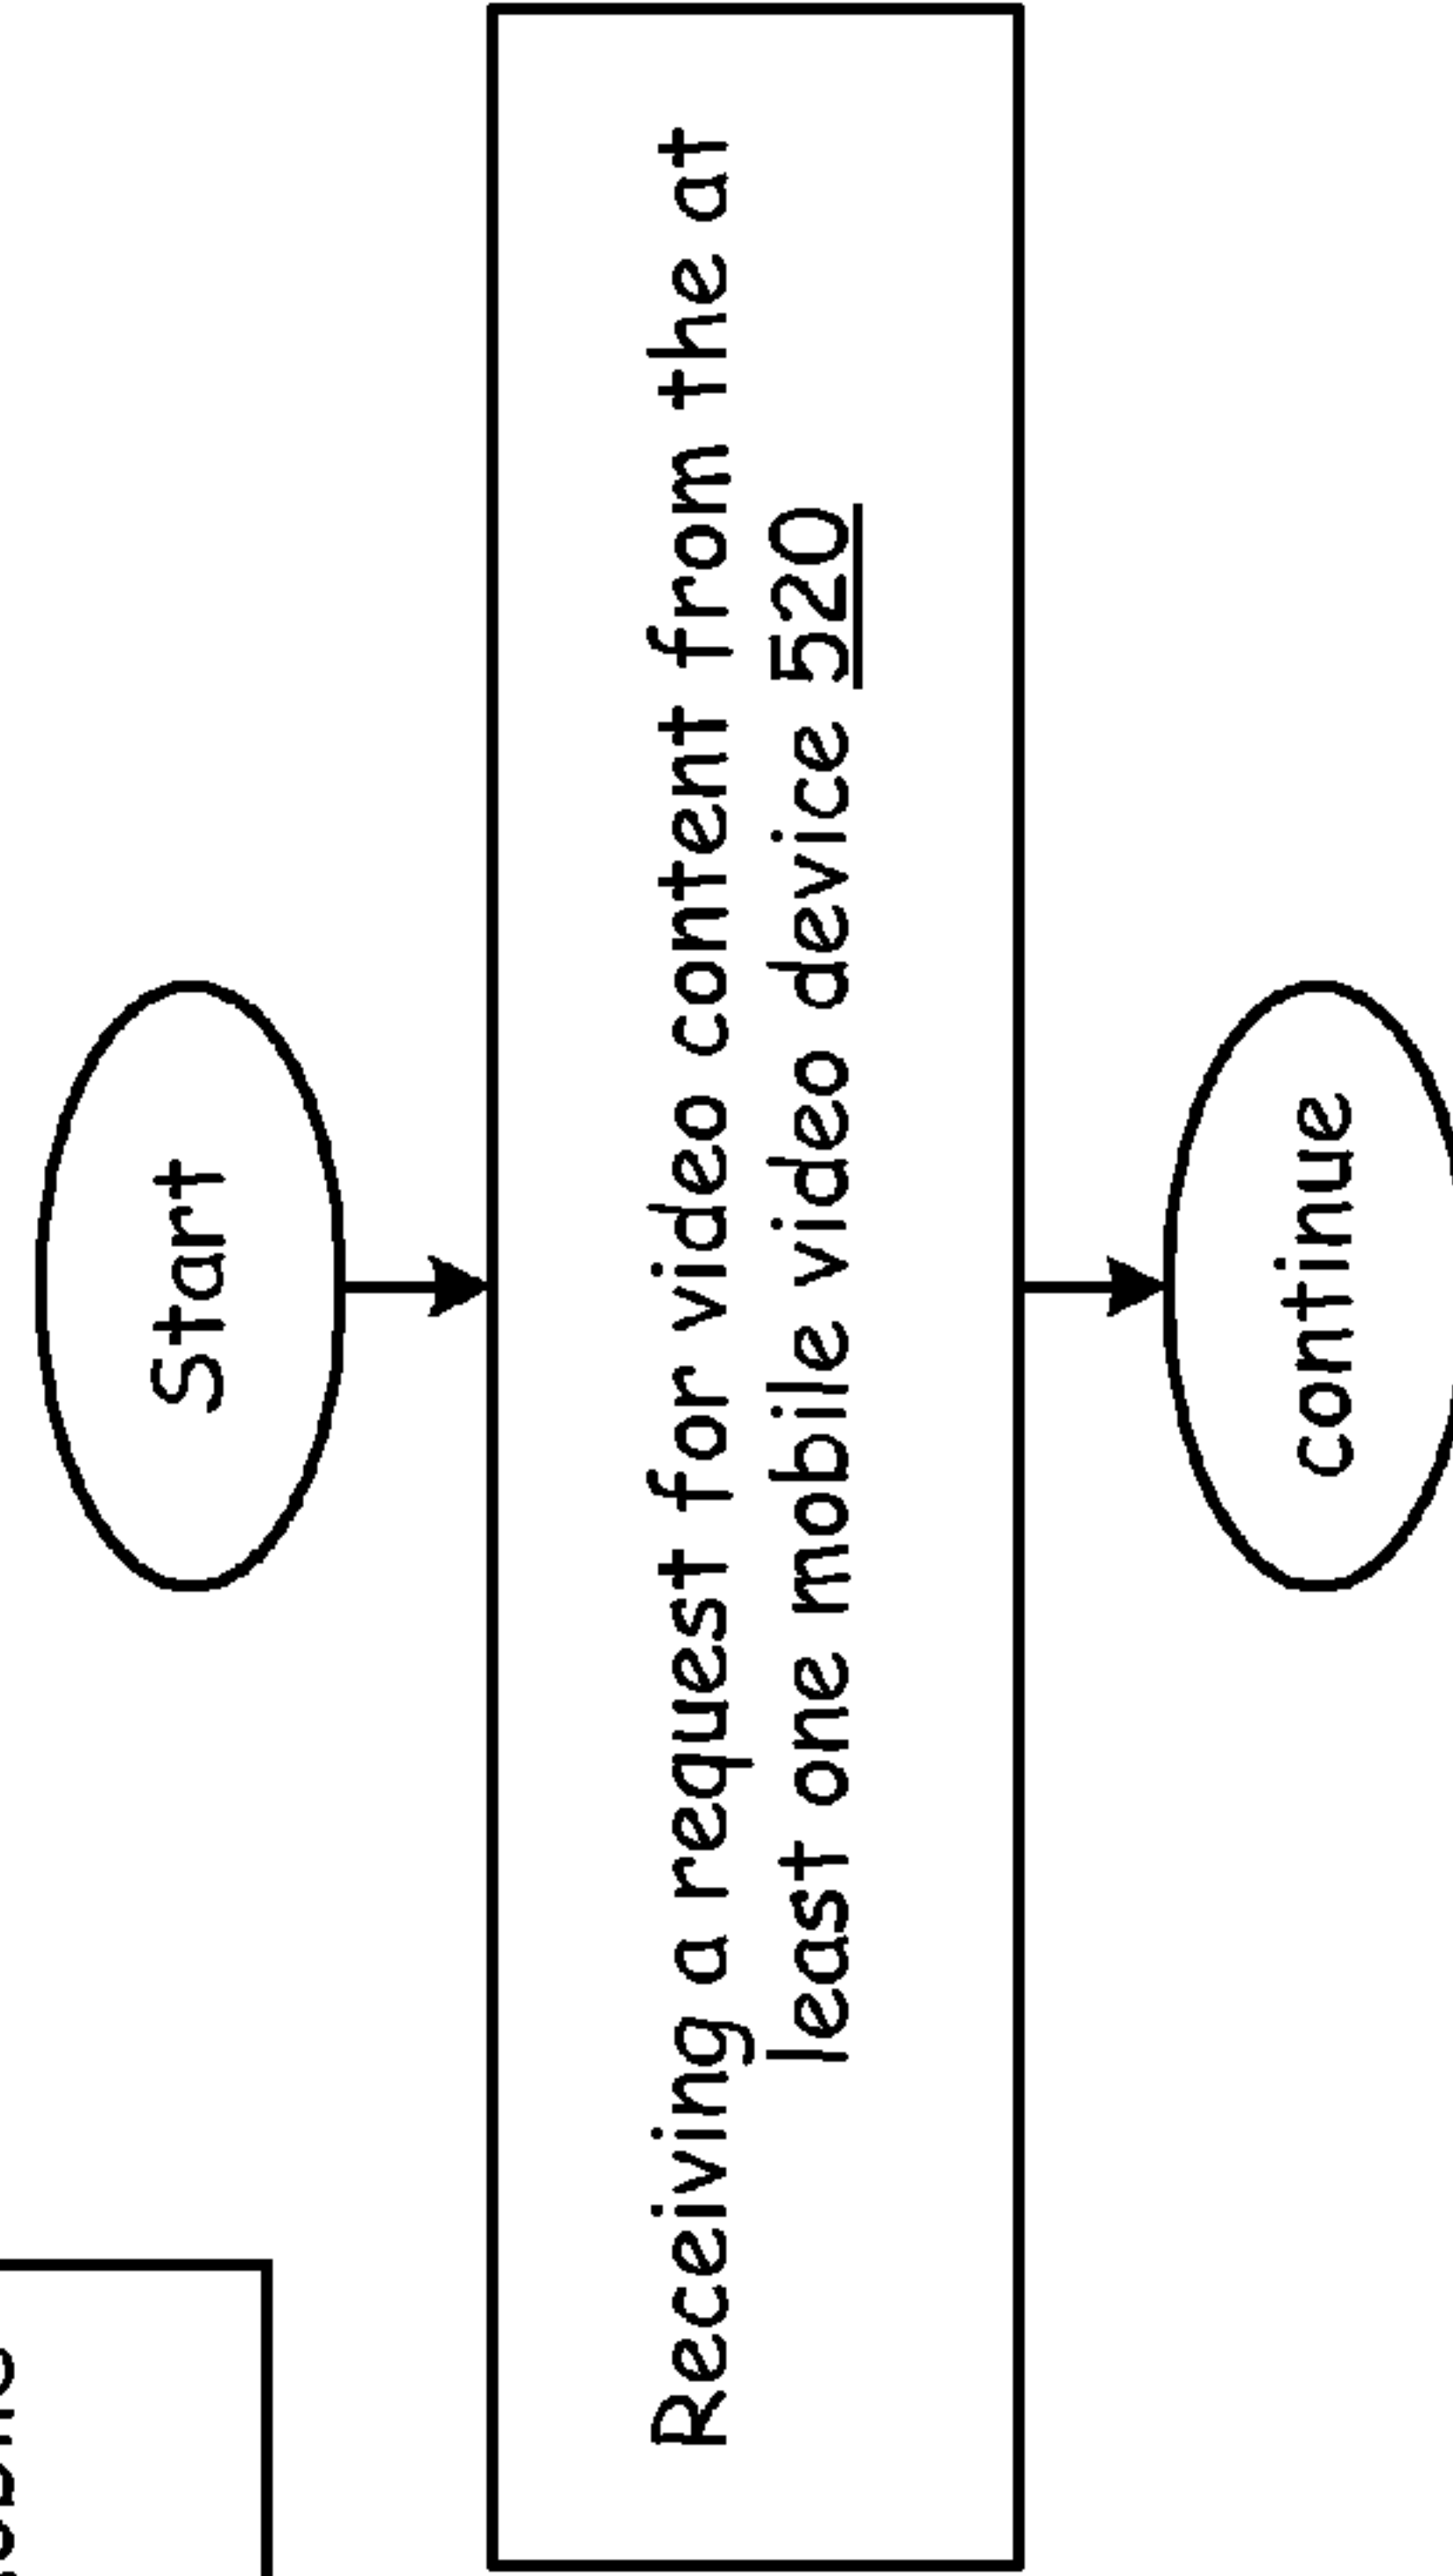 Start
Receiving a request for video content from the at
least one mobile video device 520
continue